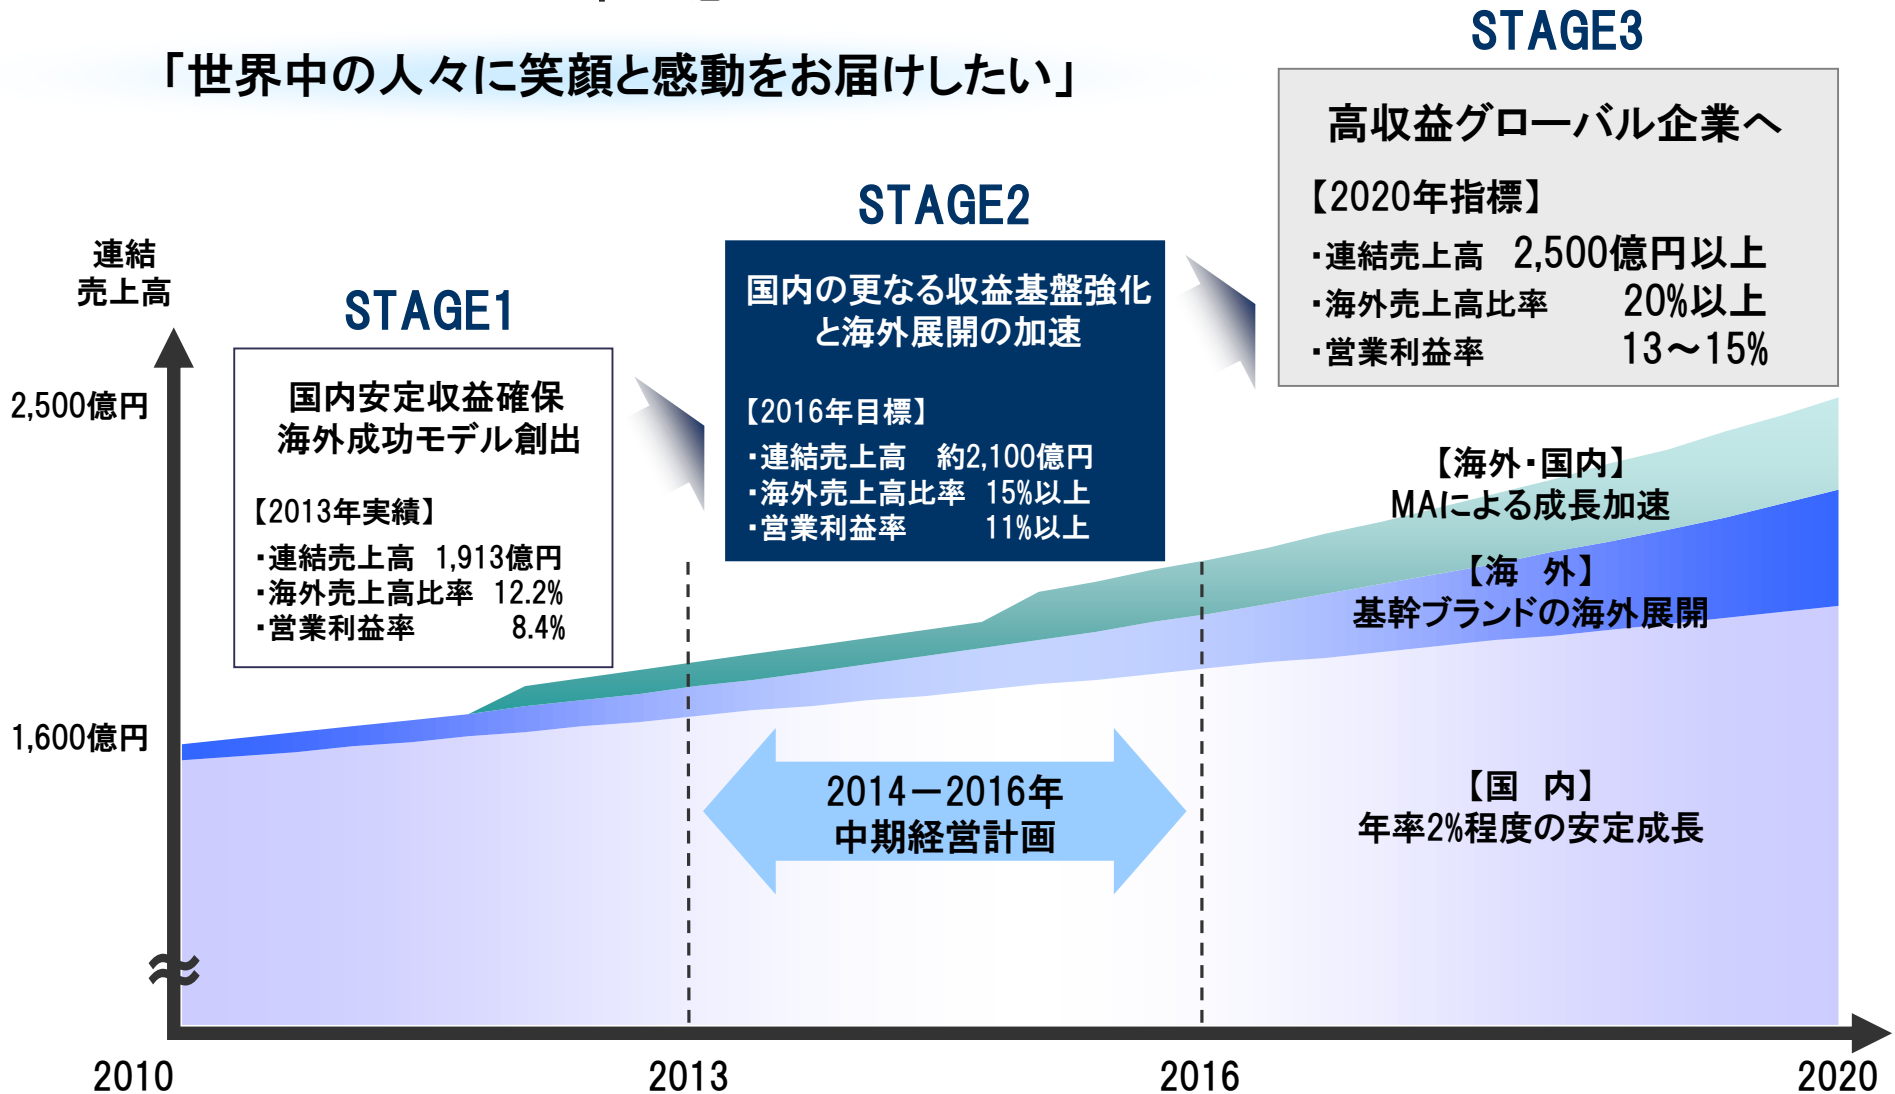 「世界中の人々に笑顔と感動をお届けしたい」
STAGE3
高収益グローバル企業へ
【2020年指標】
・連結売上高 2,500億円以上
・海外売上高比率 20%以上
・営業利益率 13～15%
STAGE2
国内の更なる収益基盤強化
と海外展開の加速
【2016年目標】
・連結売上高 約2,100億円
・海外売上高比率 15%以上
・営業利益率 11%以上
STAGE1
国内安定収益確保
海外成功モデル創出
【2013年実績】
・連結売上高 1,913億円
・海外売上高比率 12.2%
・営業利益率 8.4%
連結
売上高
2,500億円
1,600億円
【海外・国内】
MAによる成長加速
【海 外】
基幹ブランドの海外展開
【国 内】
年率2%程度の安定成長
2014－2016年
中期経営計画
2010
2013
2016
2020